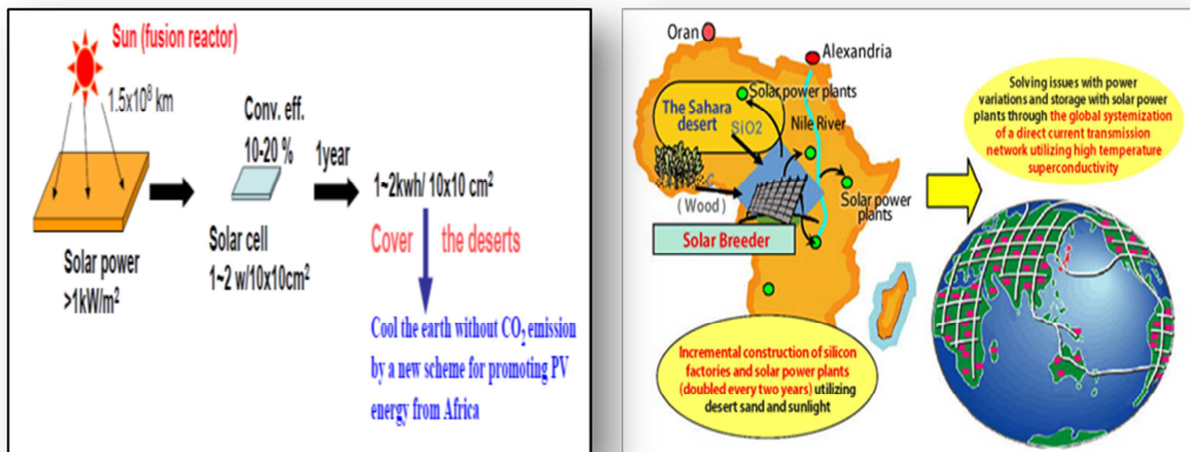 Sun (fusion reactor)
1.5x10⁸ km
Conv. eff.
10-20 %
1year
1~2kwh/ 10x10 cm²
Cover the deserts
Solar cell
1~2 w/10x10cm²
Solar power
>1kW/m²
Cool the earth without CO₂ emission
by a new scheme for promoting PV
energy from Africa
Oran
Alexandria
Solar power plants
The Sahara
desert
SiO2
Nile River
C
( Wood )
Solar power
plants
Solar Breeder
Incremental construction of silicon
factories and solar power plants
(doubled every two years) utilizing
desert sand and sunlight
Solving issues with power
variations and storage with solar power
plants through the global systemization
of a direct current transmission
network utilizing high temperature
superconductivity